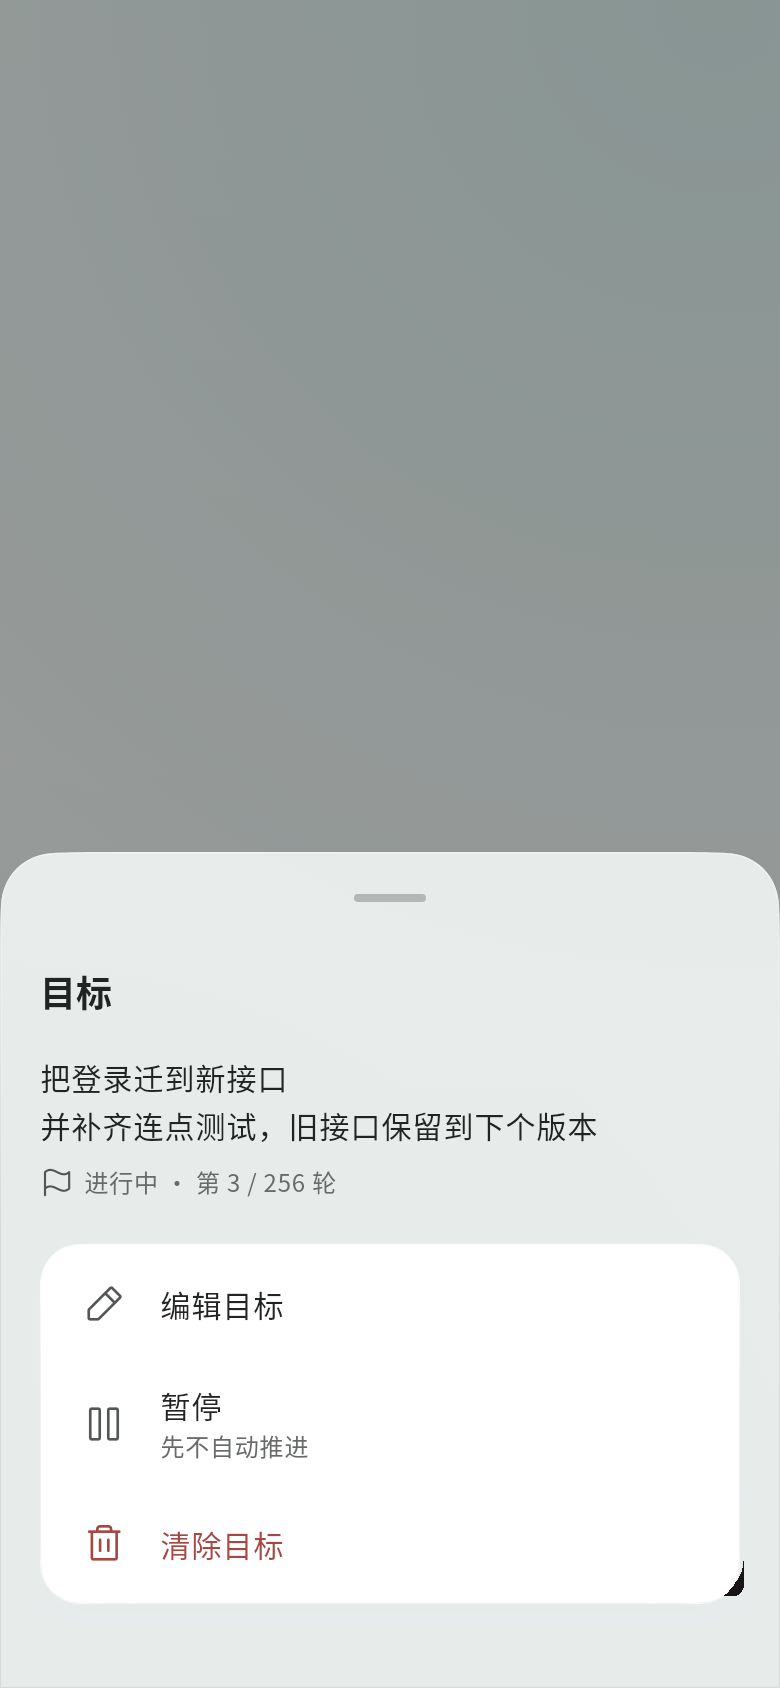 目标
把登录迁到新接口
并补齐连点测试，旧接口保留到下个版本
进行中 · 第 3 / 256 轮
编辑目标
暂停
先不自动推进
清除目标